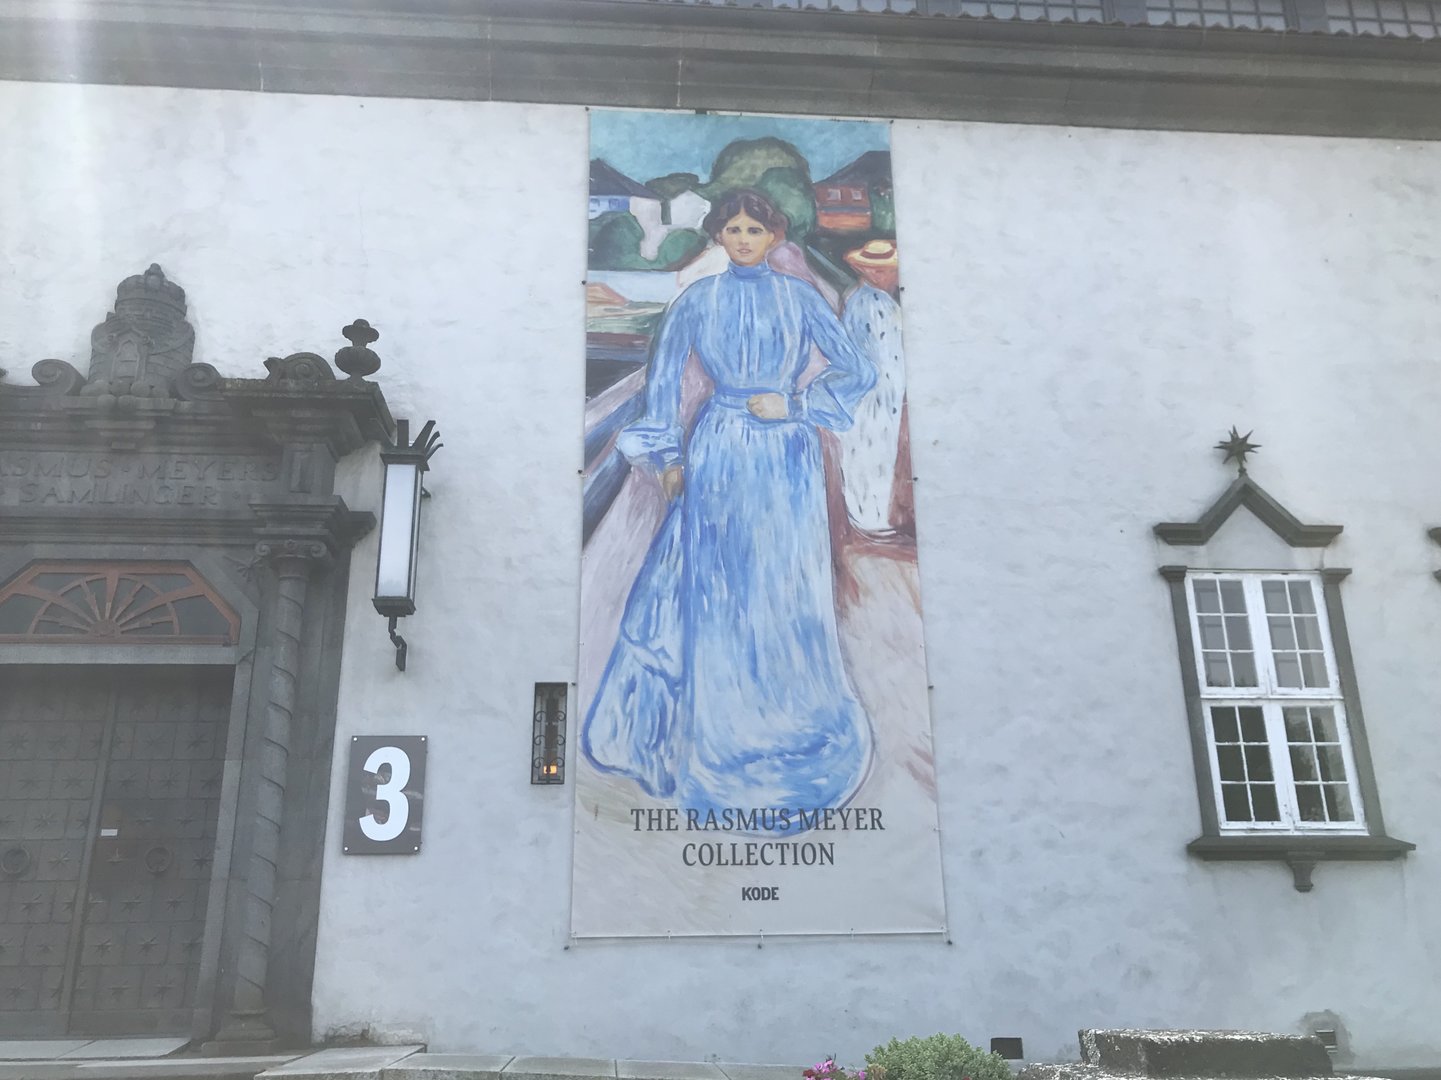 RASMUS · MEYERS
SAMLINGER
3
THE RASMUS MEYER
COLLECTION
KODE